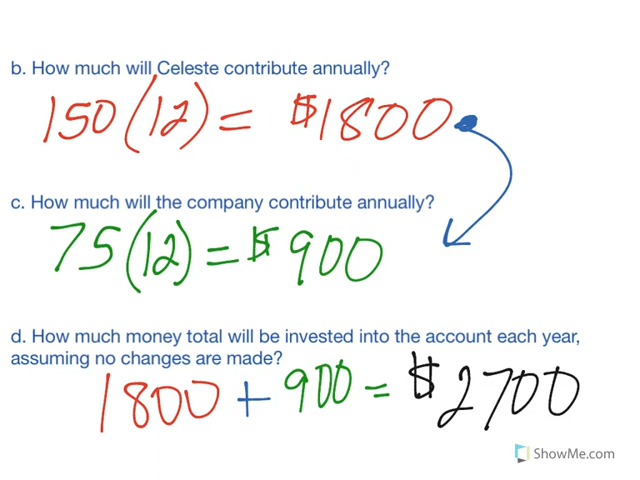 b. How much will Celeste contribute annually?
150(12) = $1800
c. How much will the company contribute annually?
75(12) = $900
d. How much money total will be invested into the account each year,
assuming no changes are made?
1800 + 900 = $2700
ShowMe.com